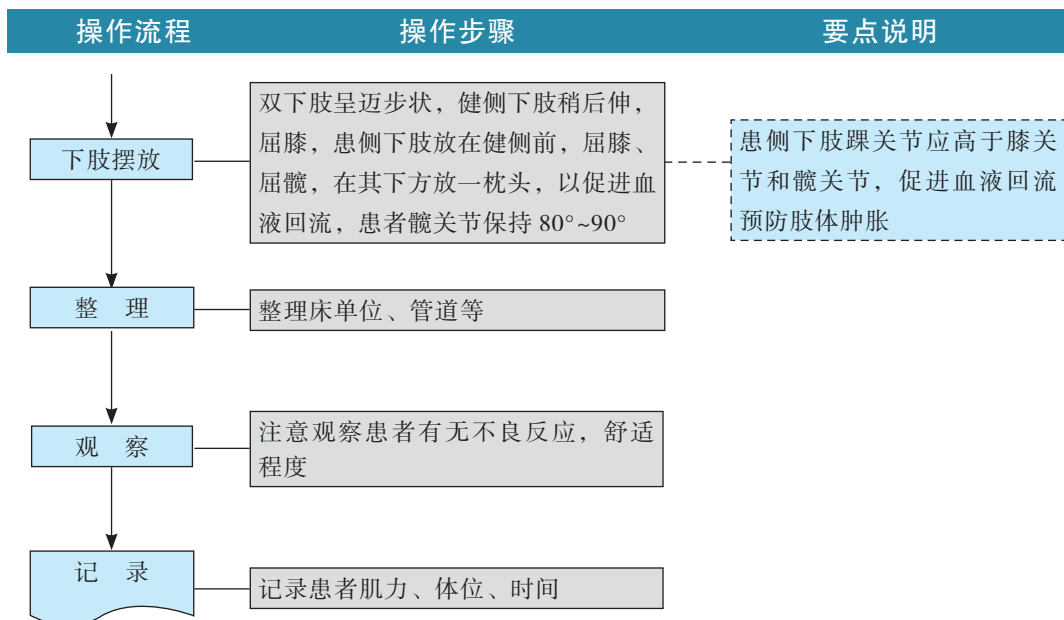 操作流程 操作步骤 要点说明
下肢摆放
双下肢呈迈步状，健侧下肢稍后伸，
屈膝，患侧下肢放在健侧前，屈膝、
屈髋，在其下方放一枕头，以促进血
液回流，患者髋关节保持 80°~90°
患侧下肢踝关节应高于膝关
节和髋关节，促进血液回流
预防肢体肿胀
整 理
整理床单位、管道等
观 察
注意观察患者有无不良反应，舒适
程度
记 录
记录患者肌力、体位、时间